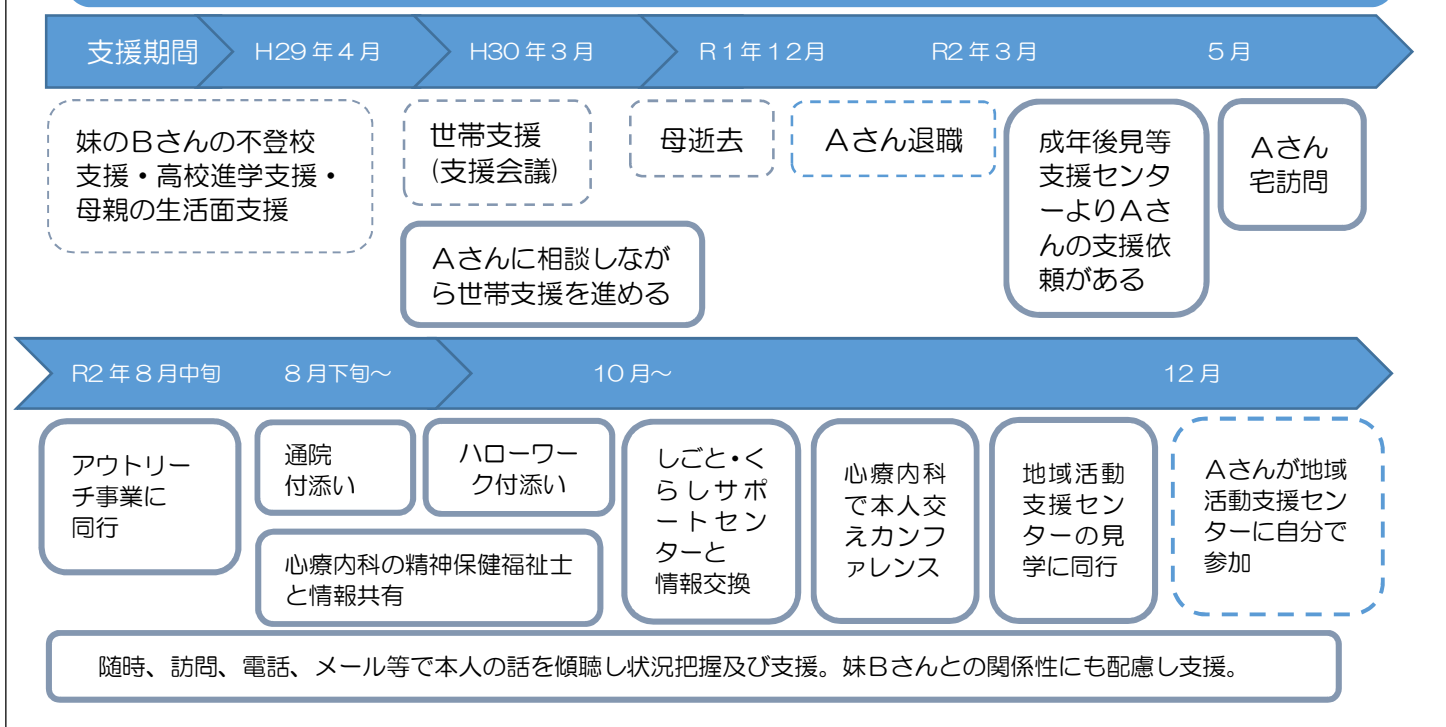 支援期間
H29年4月
H30年3月
R1年12月
R2年3月
5月
妹のBさんの不登校
支援・高校進学支援・
母親の生活面支援
世帯支援
(支援会議)
Aさんに相談しなが
ら世帯支援を進める
母逝去
Aさん退職
成年後見等
支援センタ
ーよりAさ
んの支援依
頼がある
Aさん
宅訪問
R2年8月中旬
8月下旬～
10月～
12月
アウトリー
チ事業に
同行
通院
付添い
ハローワー
ク付添い
心療内科の精神保健福祉士
と情報共有
しごと・く
らしサポ
ートセン
ターと
情報交換
心療内科
で本人交
えカンフ
ァレンス
地域活動
支援セン
ターの見
学に同行
Aさんが地域
活動支援セン
ターに自分で
参加
随時、訪問、電話、メール等で本人の話を傾聴し状況把握及び支援。妹Bさんとの関係性にも配慮し支援。